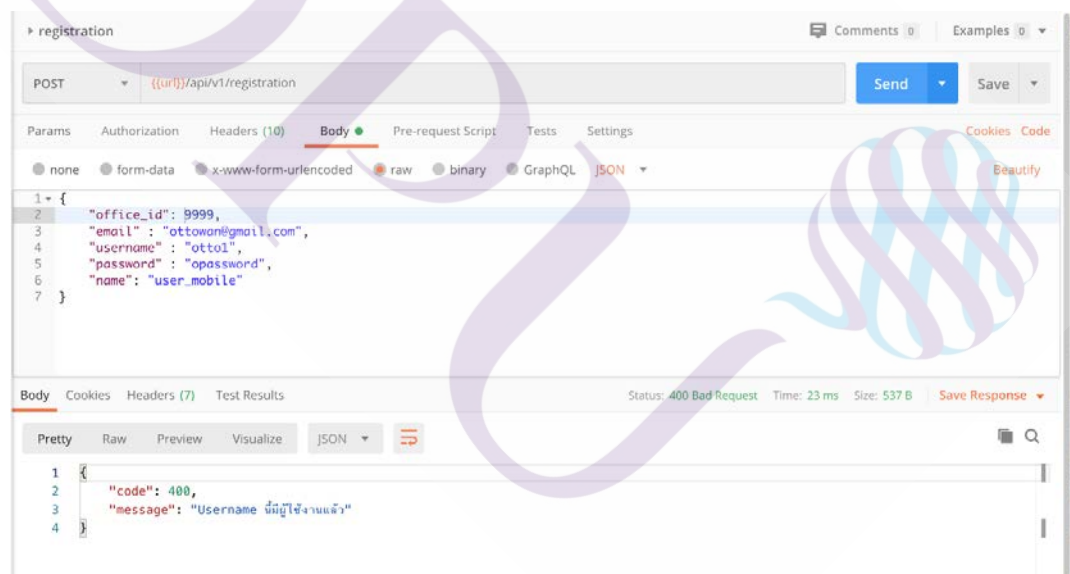 registration
Comments 0 Examples 0
POST {{url}}/api/v1/registration Send Save
Params Authorization Headers (10) Body Pre-request Script Tests Settings Cookies Code
none form-data x-www-form-urlencoded raw binary GraphQL JSON Beautify
1 {
2 "office_id": 9999,
3 "email" : "ottowan@gmail.com",
4 "username" : "otto1",
5 "password" : "opassword",
6 "name": "user_mobile"
7 }
Body Cookies Headers (7) Test Results Status: 400 Bad Request Time: 23 ms Size: 537 B Save Response
Pretty Raw Preview Visualize JSON
1 {
2 "code": 400,
3 "message": "Username นี้มีผู้ใช้งานแล้ว"
4 }